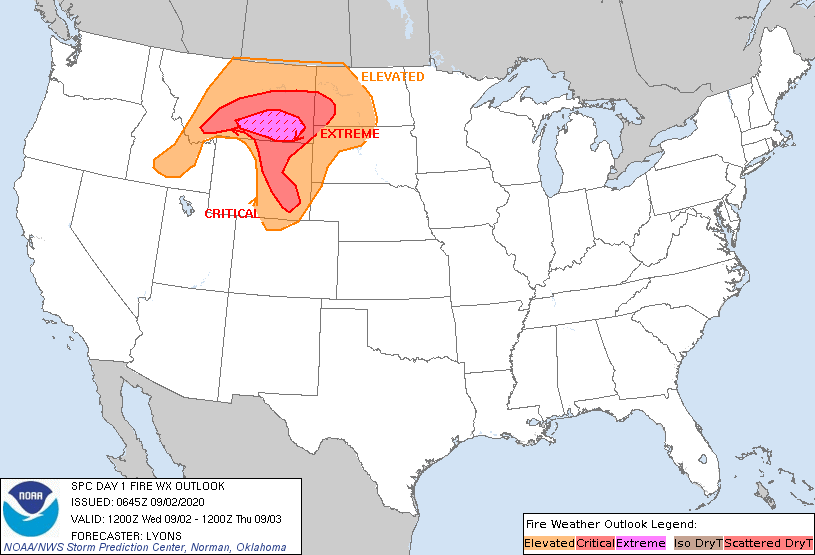 ELEVATED
EXTREME
CRITICAL
NOAA
SPC DAY 1 FIRE WX OUTLOOK
ISSUED: 0645Z 09/02/2020
VALID: 1200Z Wed 09/02 - 1200Z Thu 09/03
FORECASTER: LYONS
NOAA/NWS Storm Prediction Center, Norman, Oklahoma
Fire Weather Outlook Legend:
Elevated Critical Extreme Iso DryT Scattered DryT